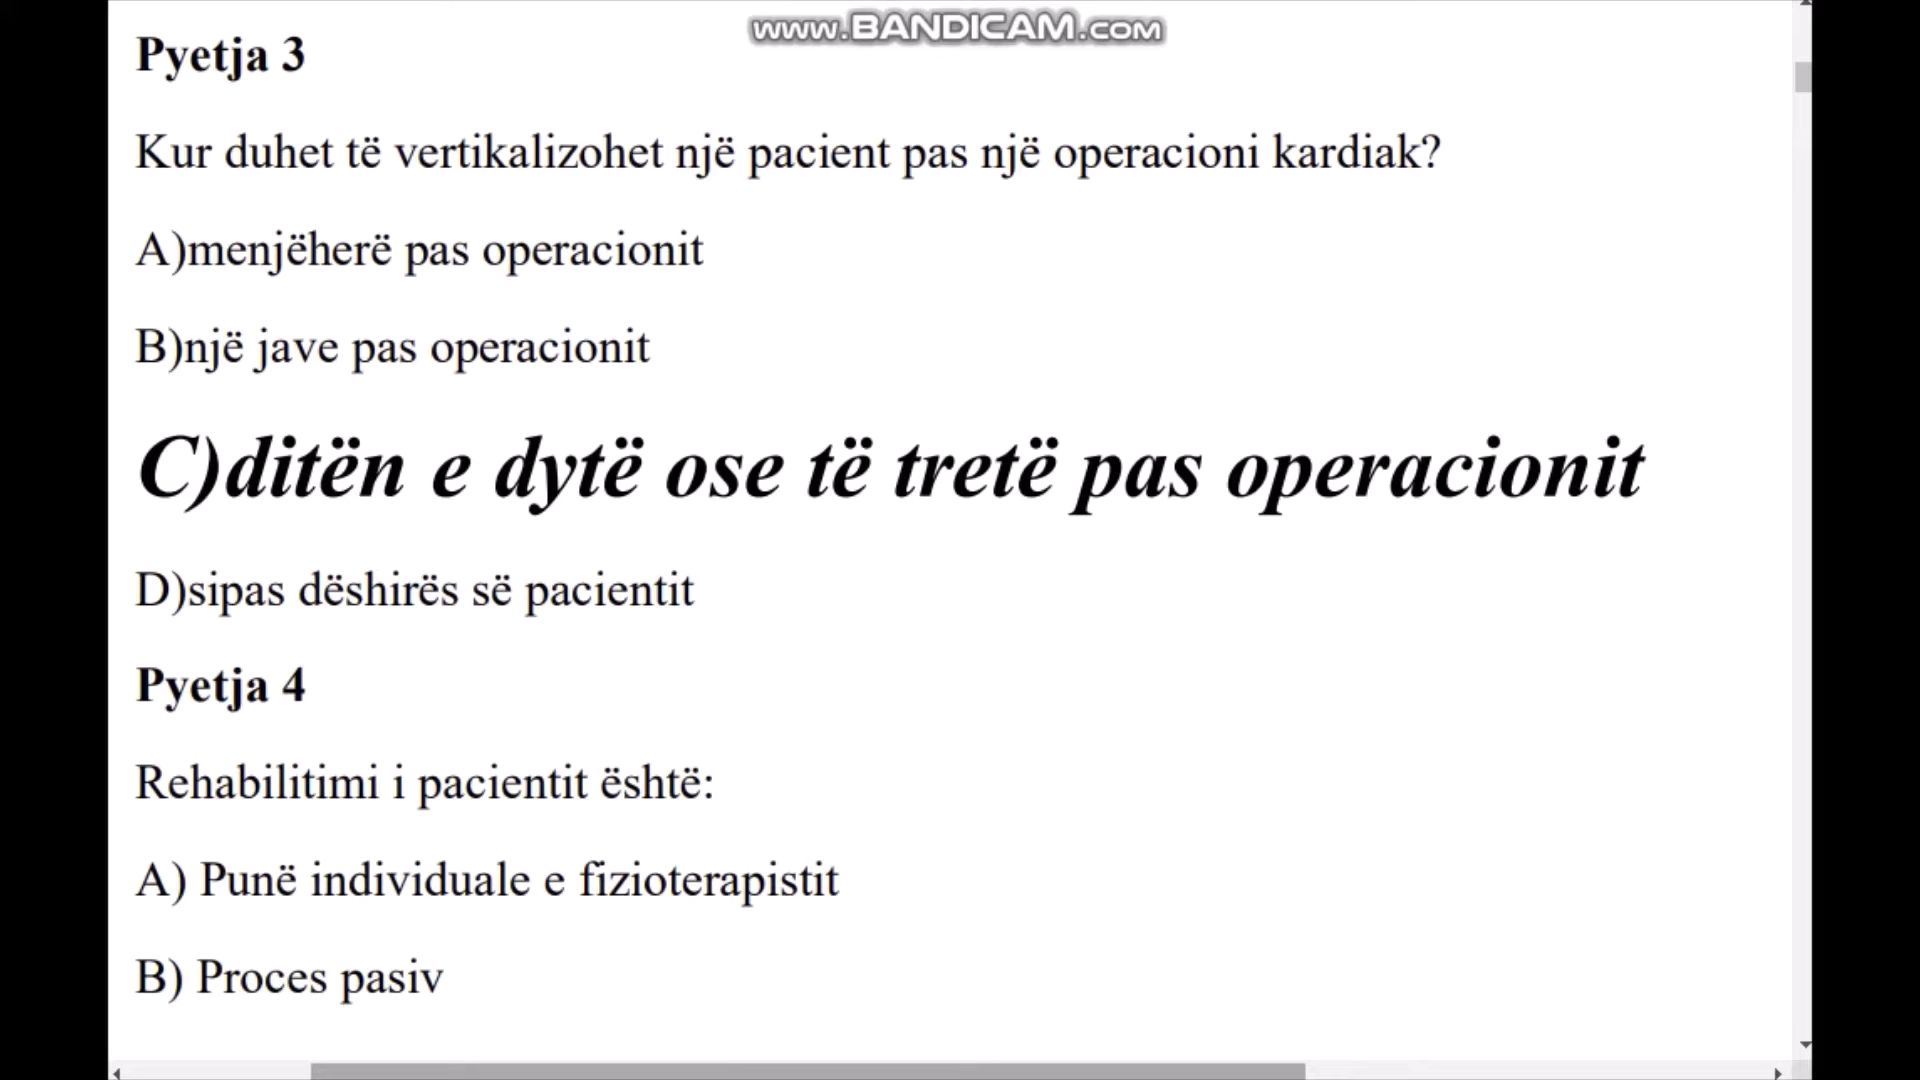 www.BANDICAM.com
Pyetja 3
Kur duhet të vertikalizohet një pacient pas një operacioni kardiak?
A)menjëherë pas operacionit
B)një jave pas operacionit
C)ditën e dytë ose të tretë pas operacionit
D)sipas dëshirës së pacientit
Pyetja 4
Rehabilitimi i pacientit është:
A) Punë individuale e fizioterapistit
B) Proces pasiv